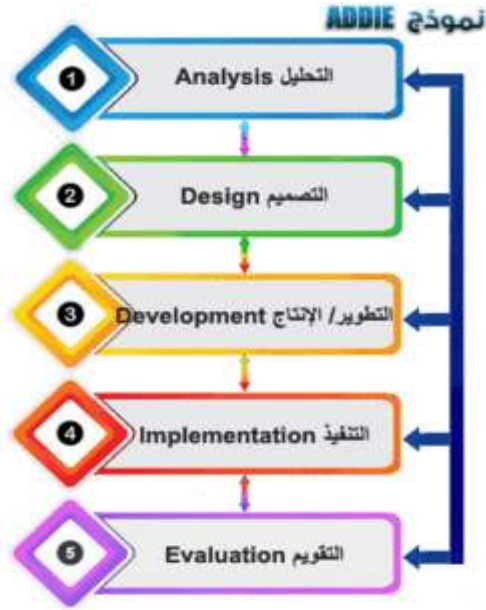 نموذج ADDIE
1
التحليل Analysis
2
التصميم Design
3
التطوير/ الإنتاج Development
4
التنفيذ Implementation
5
التقويم Evaluation